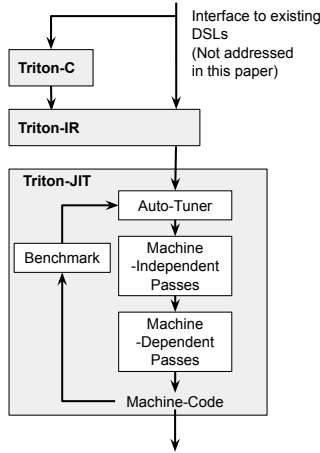 Interface to existing
DSLs
(Not addressed
in this paper)
Triton-C
Triton-IR
Triton-JIT
Auto-Tuner
Benchmark
Machine
-Independent
Passes
Machine
-Dependent
Passes
Machine-Code